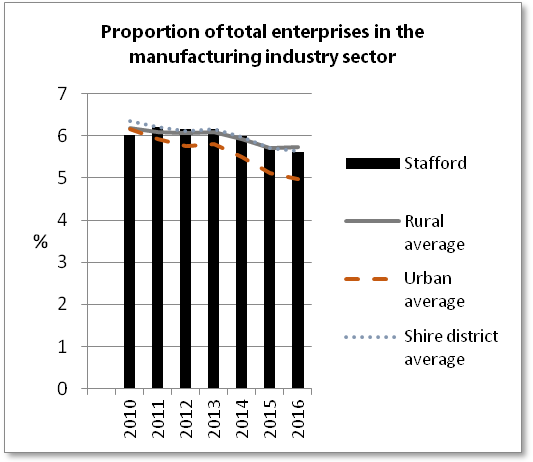 Proportion of total enterprises in the
manufacturing industry sector
7
6
5
4
3
2
1
0
%
2010
2011
2012
2013
2014
2015
2016
Stafford
Rural
average
Urban
average
Shire district
average